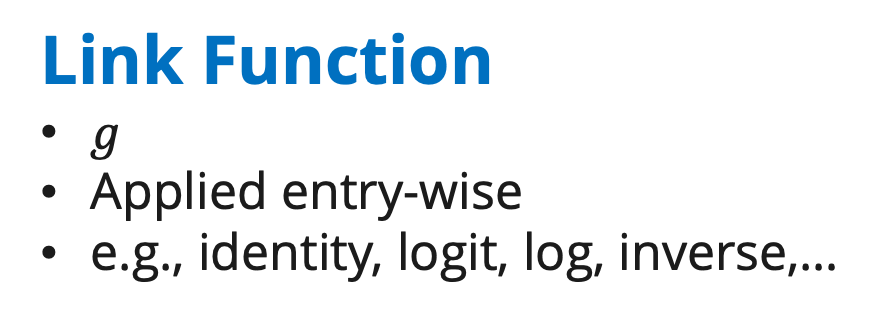 Link Function
• g
• Applied entry-wise
• e.g., identity, logit, log, inverse,...